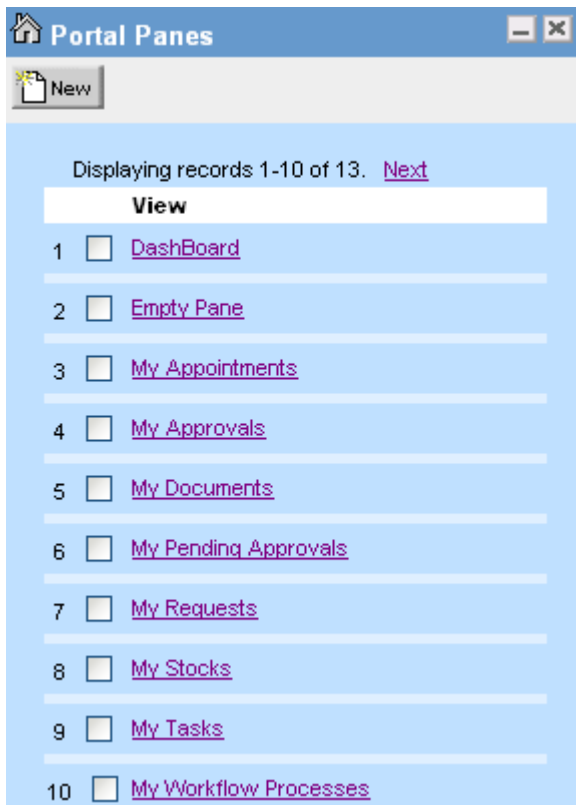 Portal Panes
New
Displaying records 1-10 of 13. Next
View
1 DashBoard
2 Empty Pane
3 My Appointments
4 My Approvals
5 My Documents
6 My Pending Approvals
7 My Requests
8 My Stocks
9 My Tasks
10 My Workflow Processes